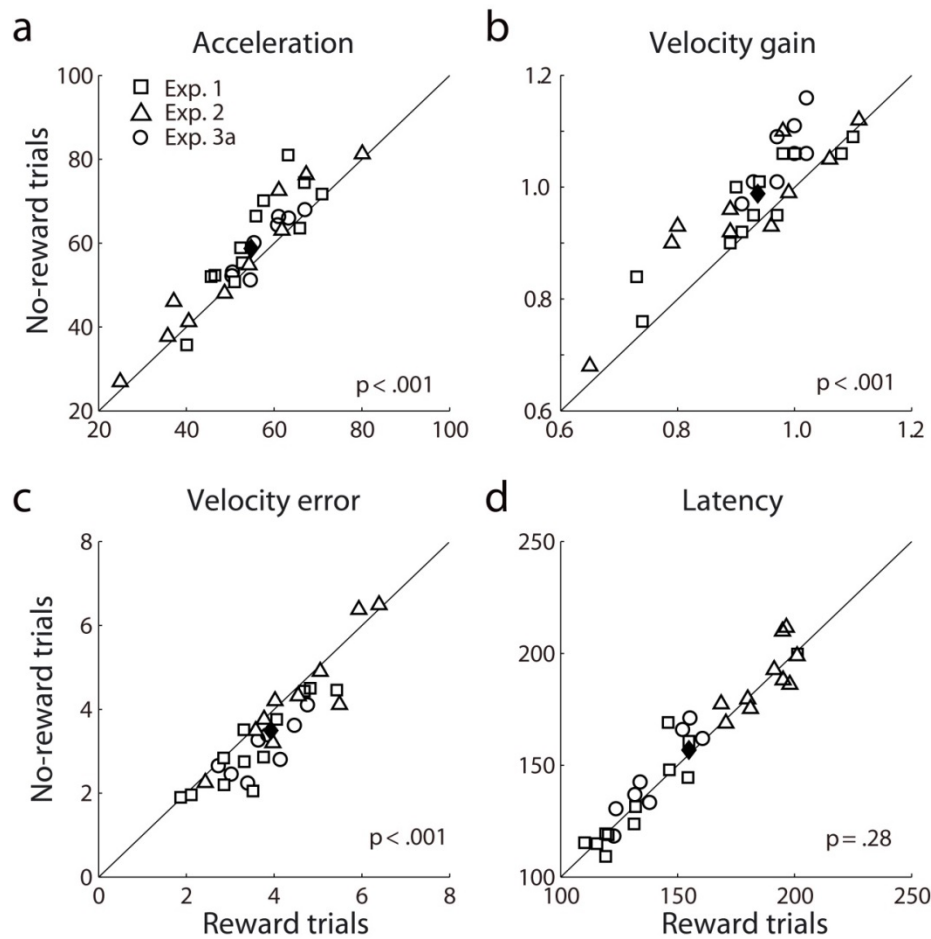 a
Acceleration
100
80
60
40
20
20
40
60
80
100
No-reward trials
Exp. 1
Exp. 2
Exp. 3a
p < .001
b
Velocity gain
1.2
1.0
0.8
0.6
0.6
0.8
1.0
1.2
p < .001
c
Velocity error
8
6
4
2
0
0
2
4
6
8
No-reward trials
Reward trials
p < .001
d
Latency
250
200
150
100
100
150
200
250
Reward trials
p = .28